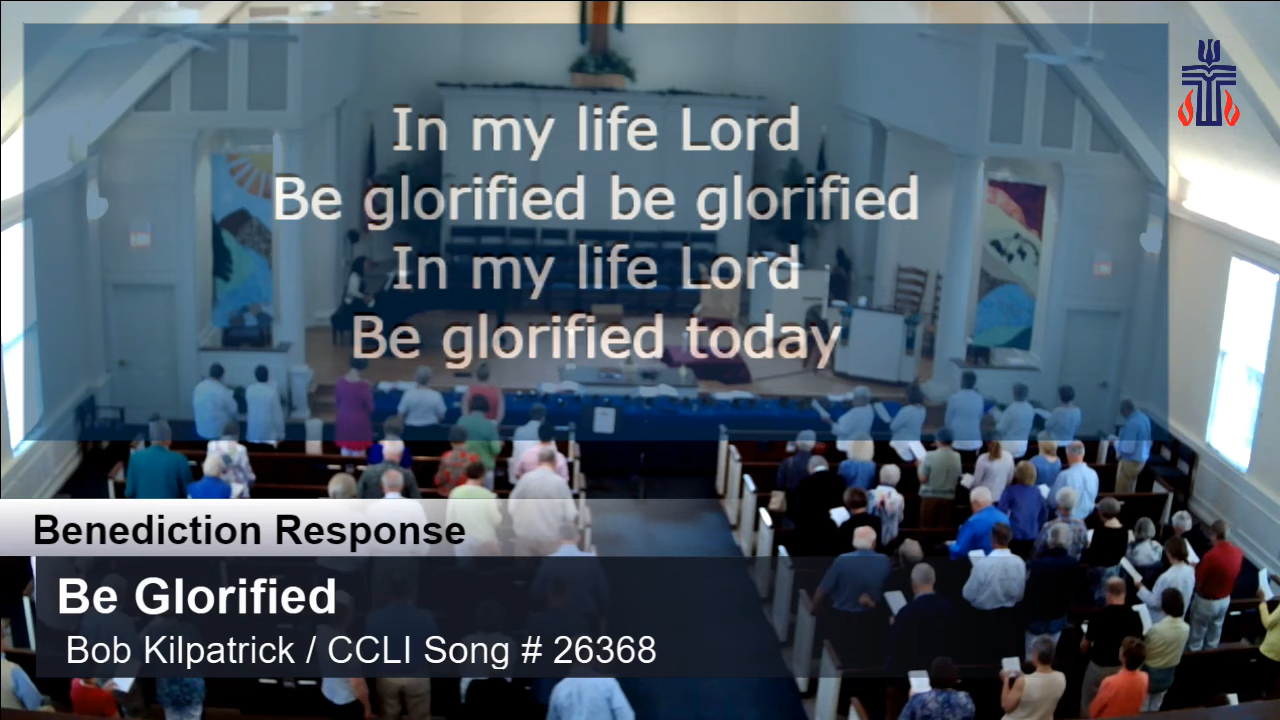 In my life Lord
Be glorified be glorified
In my life Lord
Be glorified today
Benediction Response
Be Glorified
Bob Kilpatrick / CCLI Song # 26368